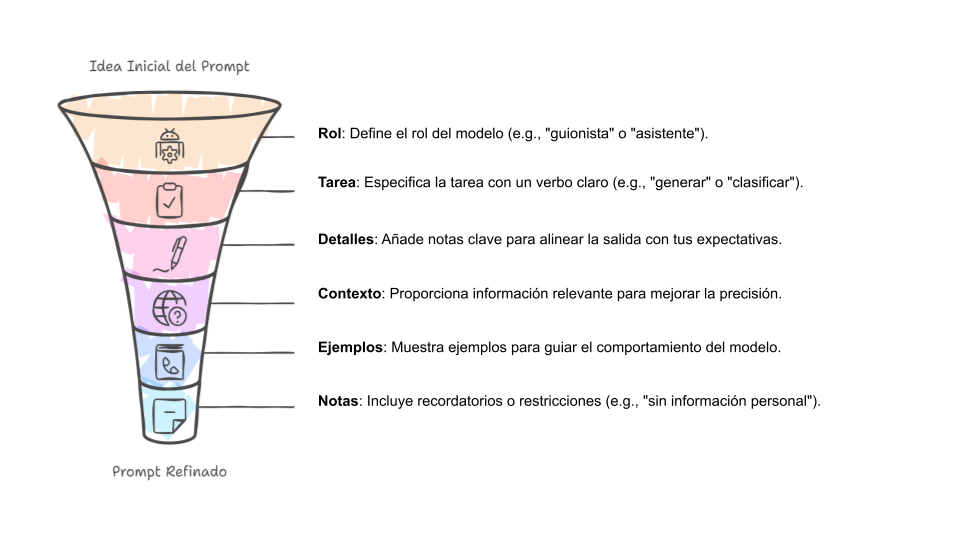 Idea Inicial del Prompt
Rol: Define el rol del modelo (e.g., "guionista" o "asistente").
Tarea: Especifica la tarea con un verbo claro (e.g., "generar" o "clasificar").
Detalles: Añade notas clave para alinear la salida con tus expectativas.
Contexto: Proporciona información relevante para mejorar la precisión.
Ejemplos: Muestra ejemplos para guiar el comportamiento del modelo.
Notas: Incluye recordatorios o restricciones (e.g., "sin información personal").
Prompt Refinado